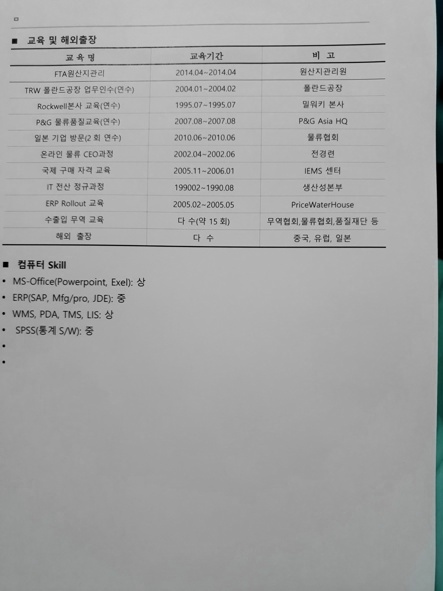 ■ 교육 및 해외출장
교 육 명 교육기간 비 고
FTA원산지관리 2014.04~2014.04 원산지관리원
TRW 폴란드공장 업무인수(연수) 2004.01~2004.02 폴란드공장
Rockwell본사 교육(연수) 1995.07~1995.07 밀워키 본사
P&G 물류품질교육(연수) 2007.08~2007.08 P&G Asia HQ
일본 기업 방문(2 회 연수) 2010.06~2010.06 물류협회
온라인 물류 CEO과정 2002.04~2002.06 전경련
국제 구매 자격 교육 2005.11~2006.01 IEMS 센터
IT 전산 정규과정 199002~1990.08 생산성본부
ERP Rollout 교육 2005.02~2005.05 PriceWaterHouse
수출입 무역 교육 다 수(약 15 회) 무역협회,물류협회,품질재단 등
해외 출장 다 수 중국, 유럽, 일본
■ 컴퓨터 Skill
• MS-Office(Powerpoint, Exel): 상
• ERP(SAP, Mfg/pro, JDE): 중
• WMS, PDA, TMS, LIS: 상
• SPSS(통계 S/W): 중
•
•